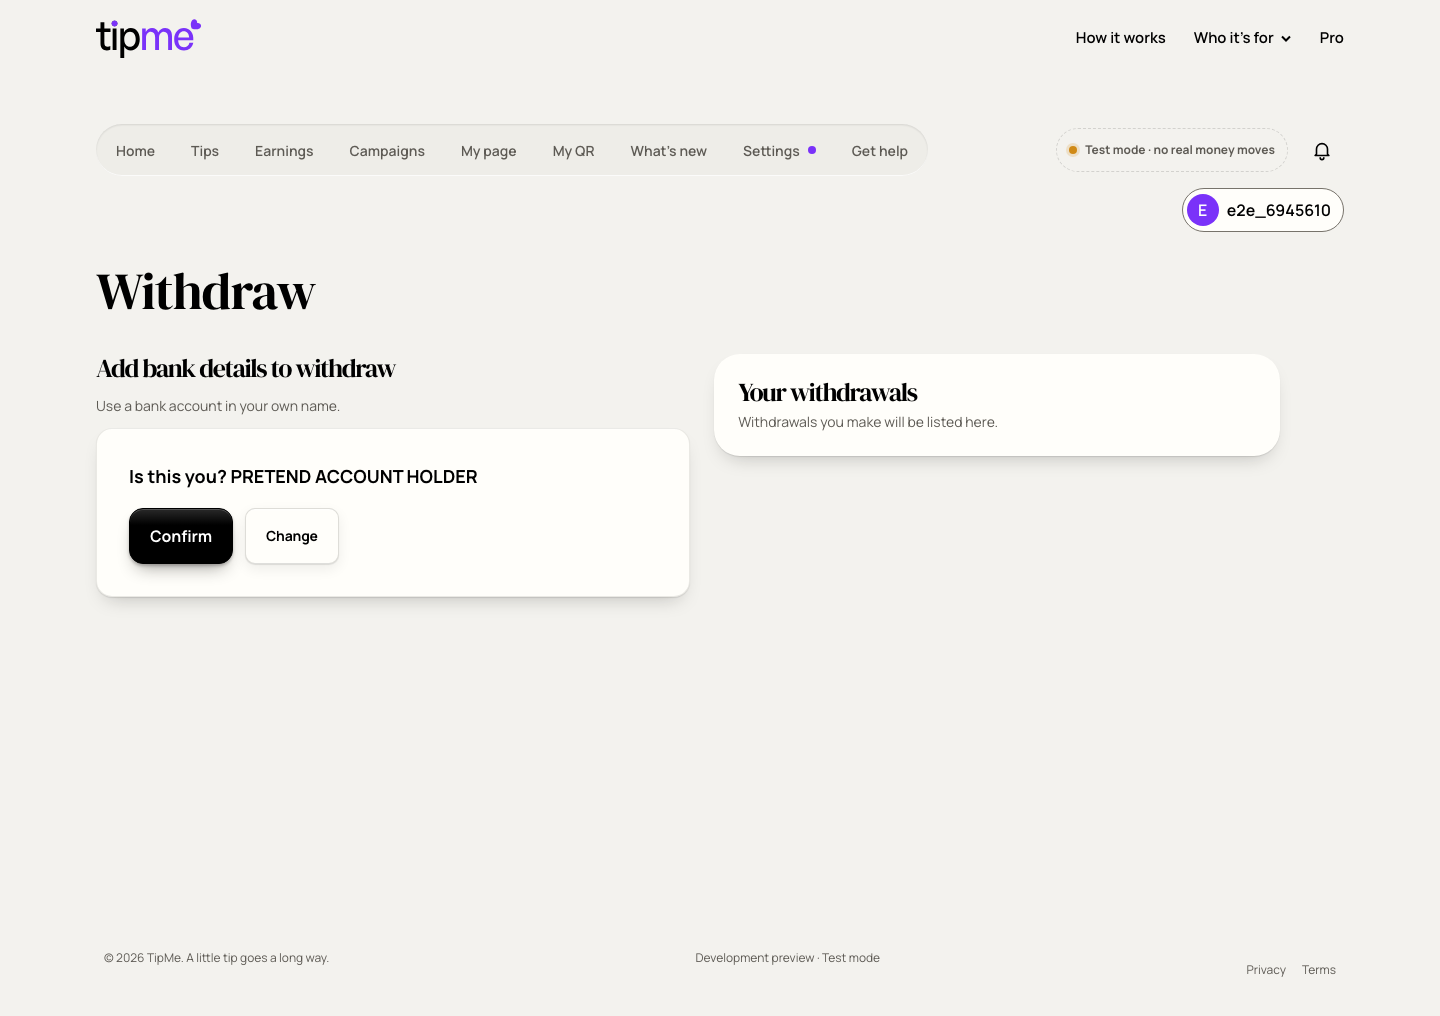 tipme
How it works
Who it's for
Pro
Home
Tips
Earnings
Campaigns
My page
My QR
What's new
Settings
Get help
Test mode · no real money moves
E
e2e_6945610
Withdraw
Add bank details to withdraw
Use a bank account in your own name.
Is this you? PRETEND ACCOUNT HOLDER
Confirm
Change
Your withdrawals
Withdrawals you make will be listed here.
© 2026 TipMe. A little tip goes a long way.
Development preview · Test mode
Privacy
Terms